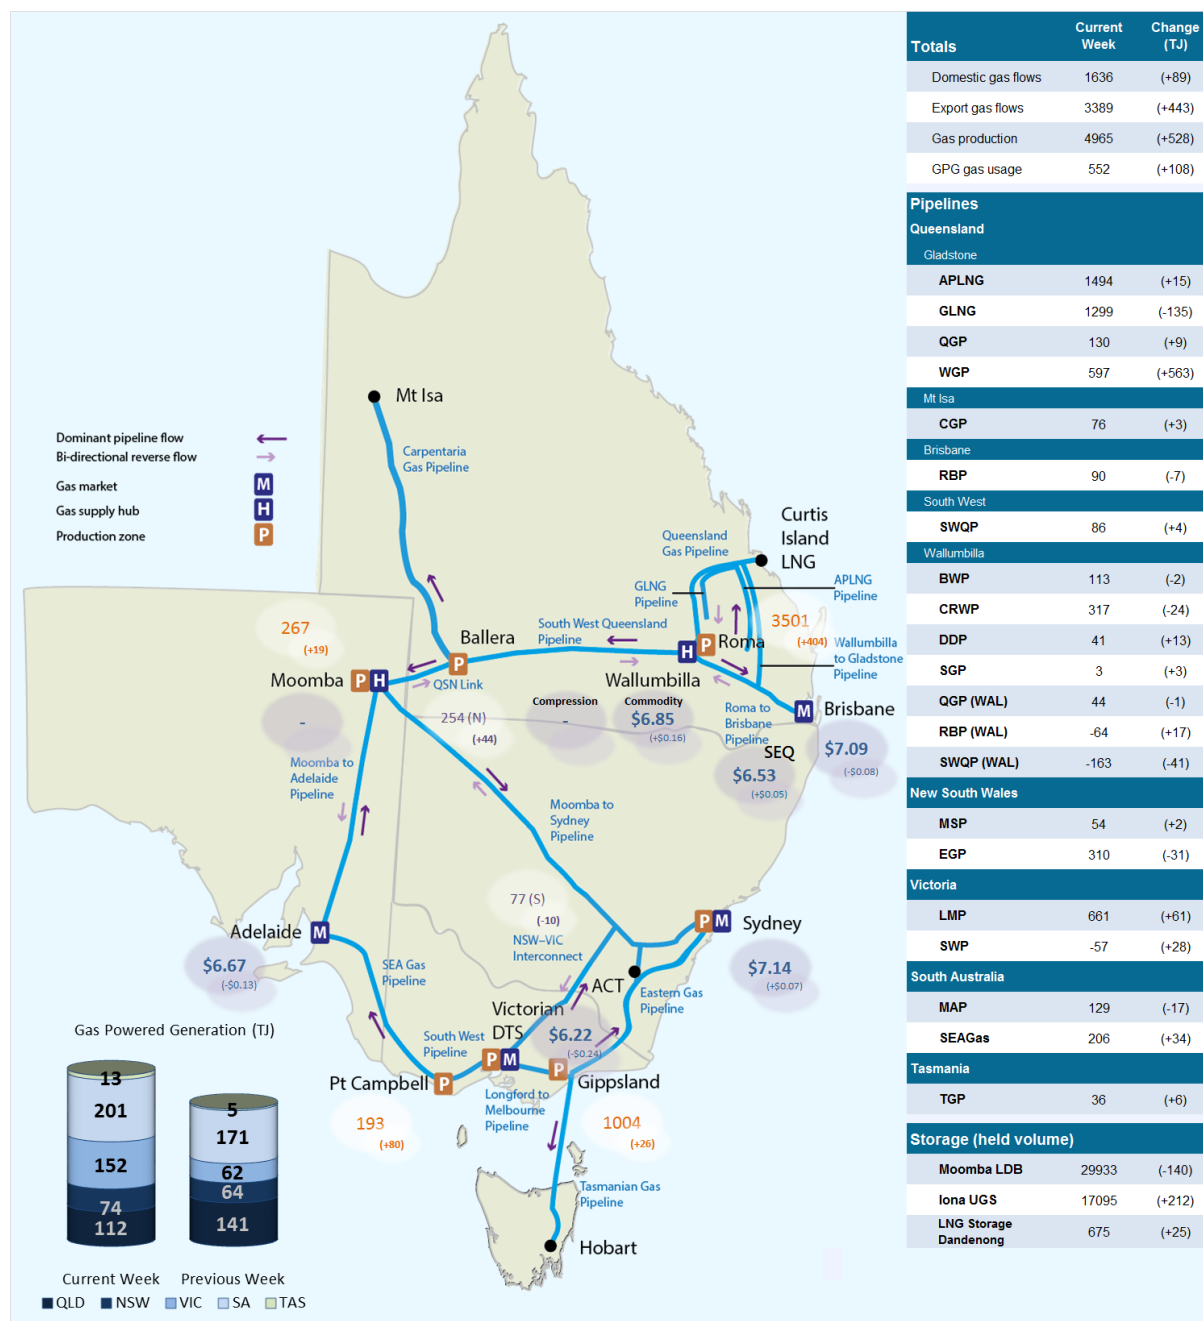 Dominant pipeline flow
Bi-directional reverse flow
Gas market M
Gas supply hub H
Production zone P
Mt Isa
Carpentaria
Gas Pipeline
Curtis
Island
LNG
Queensland
Gas Pipeline
APLNG
Pipeline
GLNG
Pipeline
3501
(+404)
267
(+19)
South West Queensland
Pipeline
Ballera
P
H P Roma
Wallumbilla
to Gladstone
Pipeline
Moomba P H
QSN Link
Wallumbilla
Compression
-
Commodity
$6.85
(+$0.16)
Roma to
Brisbane
Pipeline
M Brisbane
$7.09
(-$0.08)
SEQ
$6.53
(+$0.05)
-
254 (N)
(+44)
Moomba to
Adelaide
Pipeline
Moomba to
Sydney
Pipeline
77 (S)
(-10)
NSW–VIC
Interconnect
P M Sydney
$7.14
(+$0.07)
Adelaide M
$6.67
(-$0.13)
SEA Gas
Pipeline
ACT
Eastern Gas
Pipeline
Victorian
DTS
P M
$6.22
(-$0.24)
South West
Pipeline
Pt Campbell P
193
(+80)
P
Gippsland
1004
(+26)
Longford to
Melbourne
Pipeline
Tasmanian Gas
Pipeline
Hobart
Gas Powered Generation (TJ)
13
201
152
74
112
5
171
62
64
141
Current Week Previous Week
QLD NSW VIC SA TAS
Totals Current Week Change (TJ)
Domestic gas flows 1636 (+89)
Export gas flows 3389 (+443)
Gas production 4965 (+528)
GPG gas usage 552 (+108)
Pipelines
Queensland
Gladstone
APLNG 1494 (+15)
GLNG 1299 (-135)
QGP 130 (+9)
WGP 597 (+563)
Mt Isa
CGP 76 (+3)
Brisbane
RBP 90 (-7)
South West
SWQP 86 (+4)
Wallumbilla
BWP 113 (-2)
CRWP 317 (-24)
DDP 41 (+13)
SGP 3 (+3)
QGP (WAL) 44 (-1)
RBP (WAL) -64 (+17)
SWQP (WAL) -163 (-41)
New South Wales
MSP 54 (+2)
EGP 310 (-31)
Victoria
LMP 661 (+61)
SWP -57 (+28)
South Australia
MAP 129 (-17)
SEAGas 206 (+34)
Tasmania
TGP 36 (+6)
Storage (held volume)
Moomba LDB 29933 (-140)
Iona UGS 17095 (+212)
LNG Storage
Dandenong 675 (+25)